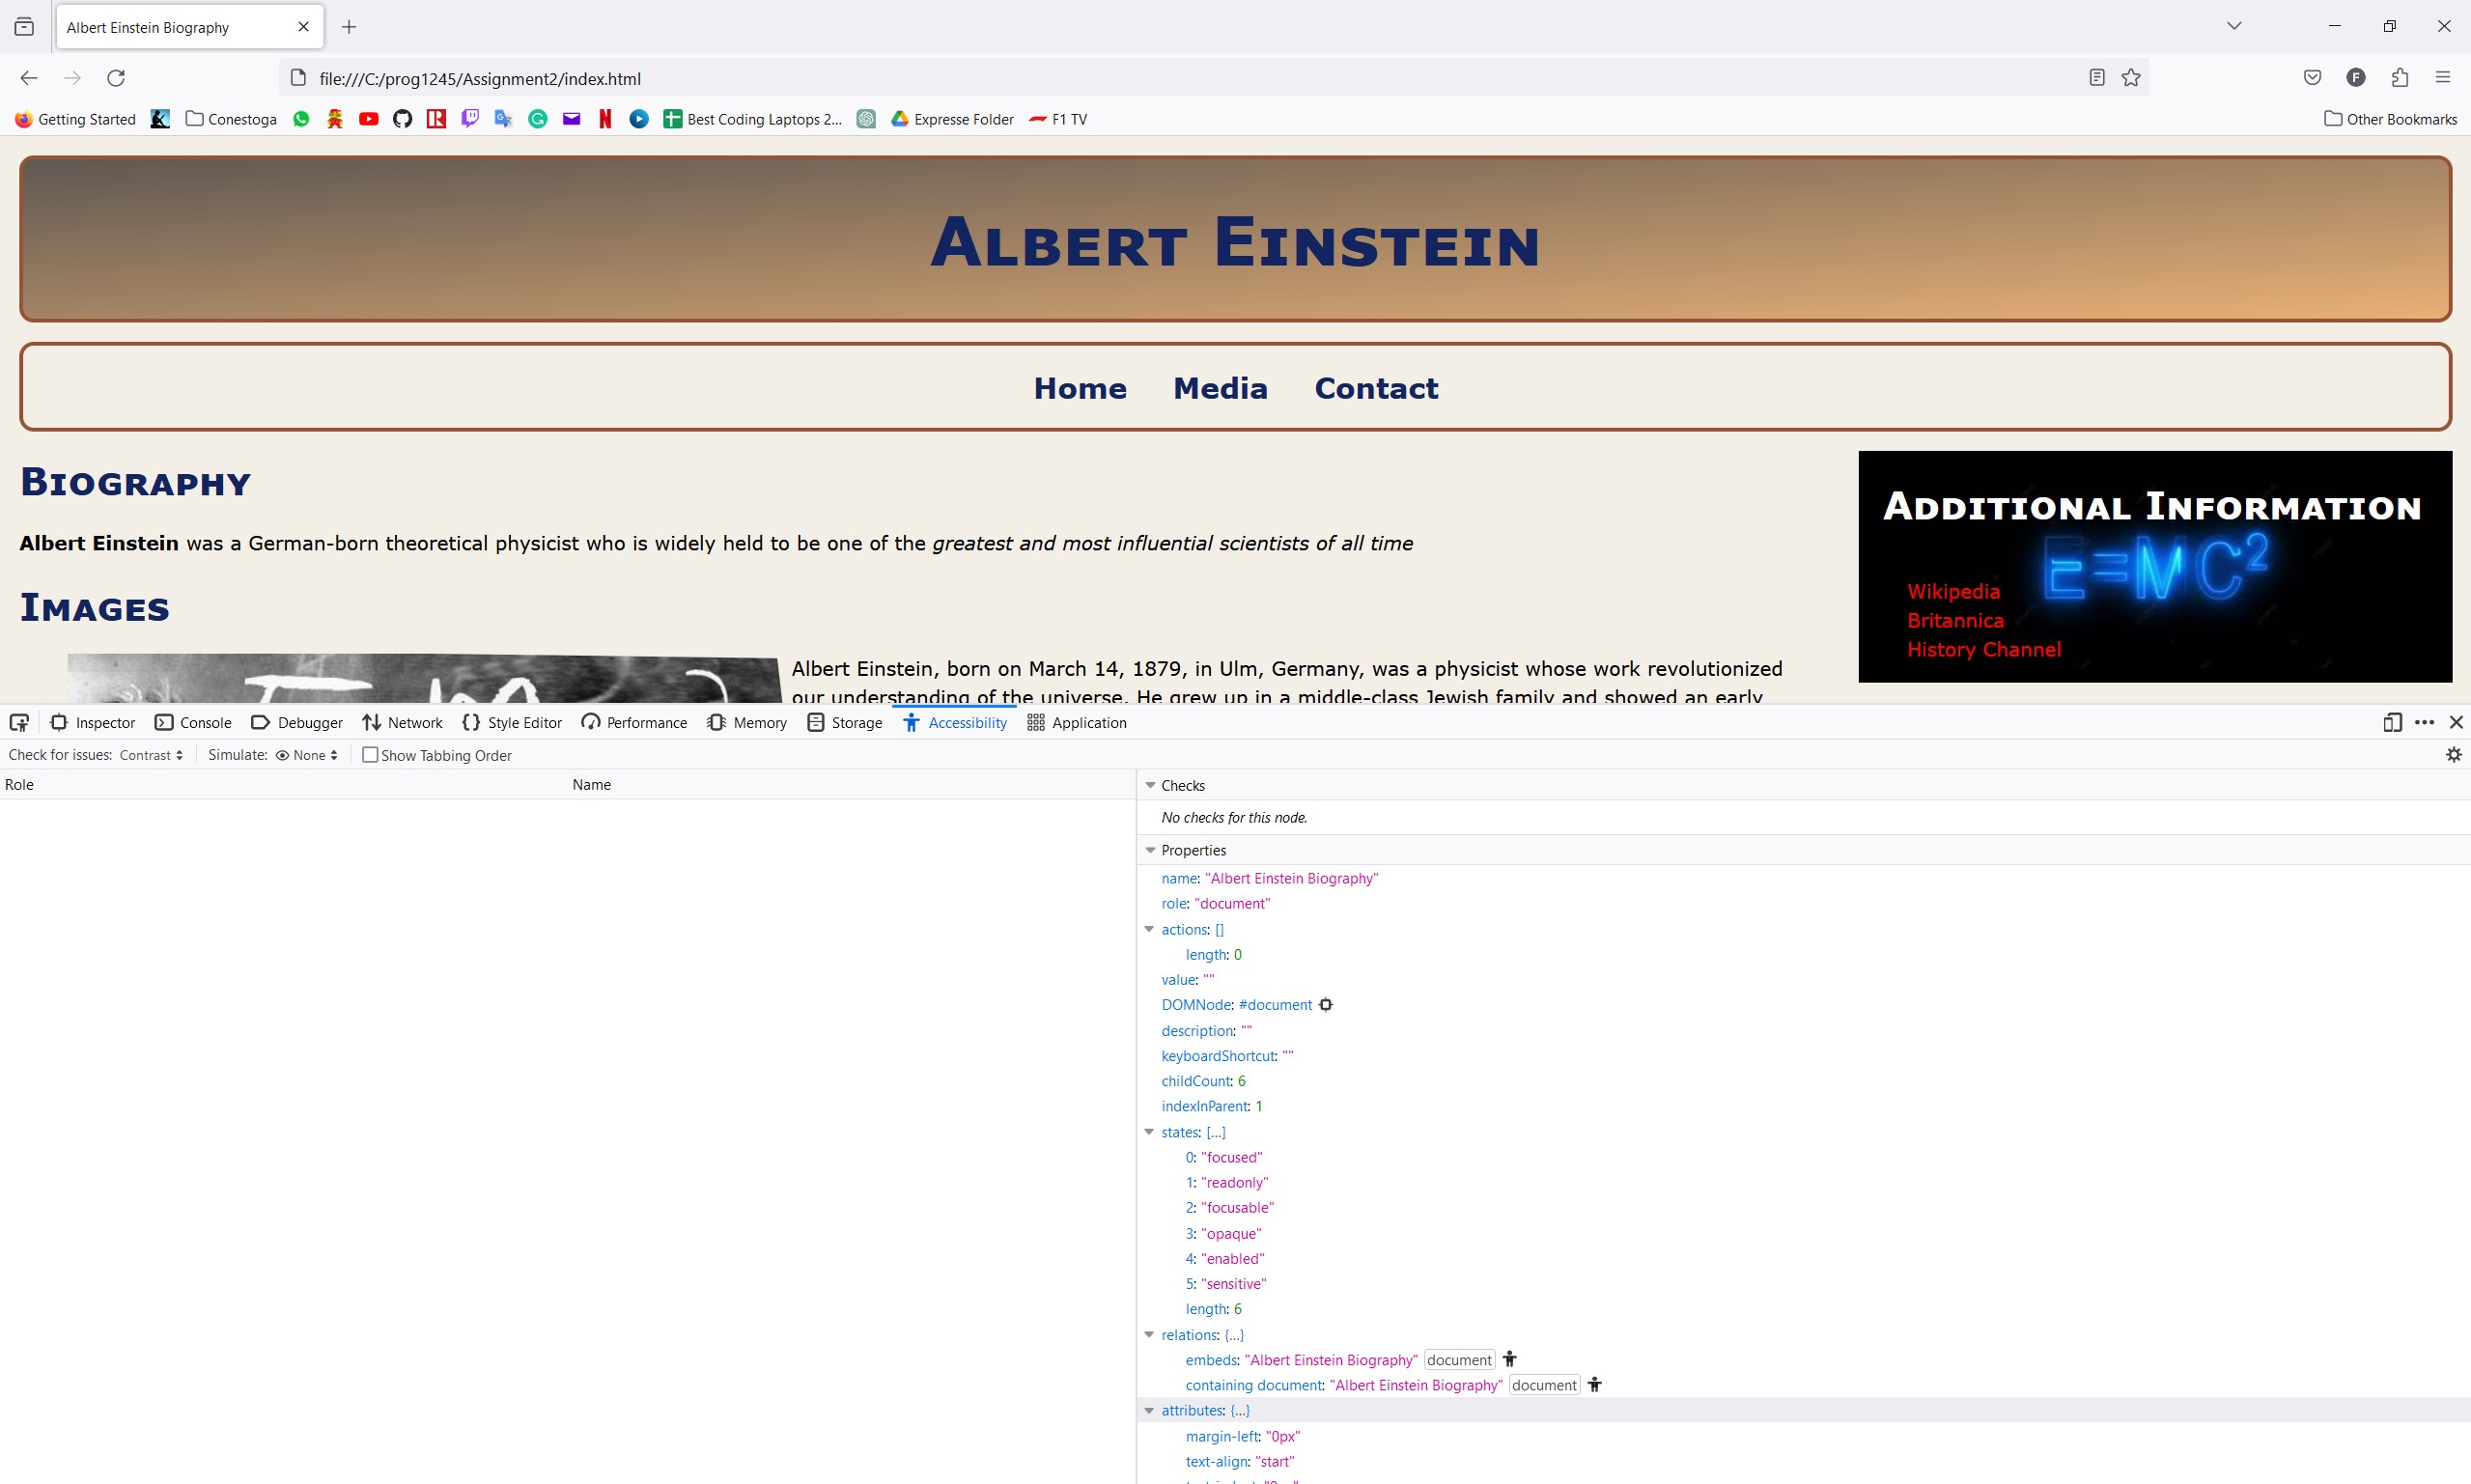 Albert Einstein Biography
file:///C:/prog1245/Assignment2/index.html
F
Getting Started
Conestoga
Best Coding Laptops 2...
Expresse Folder
F1 TV
Other Bookmarks
Albert Einstein
Home Media Contact
Biography
Albert Einstein was a German-born theoretical physicist who is widely held to be one of the greatest and most influential scientists of all time
Images
Albert Einstein, born on March 14, 1879, in Ulm, Germany, was a physicist whose work revolutionized
our understanding of the universe. He grew up in a middle-class Jewish family and showed an early
Additional Information
E=MC²
Wikipedia
Britannica
History Channel
Inspector Console Debugger Network Style Editor Performance Memory Storage Accessibility Application
Check for issues: Contrast Simulate: None Show Tabbing Order
Role Name
Checks
No checks for this node.
Properties
name: "Albert Einstein Biography"
role: "document"
actions: []
length: 0
value: ""
DOMNode: #document
description: ""
keyboardShortcut: ""
childCount: 6
indexInParent: 1
states: [...]
0: "focused"
1: "readonly"
2: "focusable"
3: "opaque"
4: "enabled"
5: "sensitive"
length: 6
relations: {...}
embeds: "Albert Einstein Biography" document
containing document: "Albert Einstein Biography" document
attributes: {...}
margin-left: "0px"
text-align: "start"